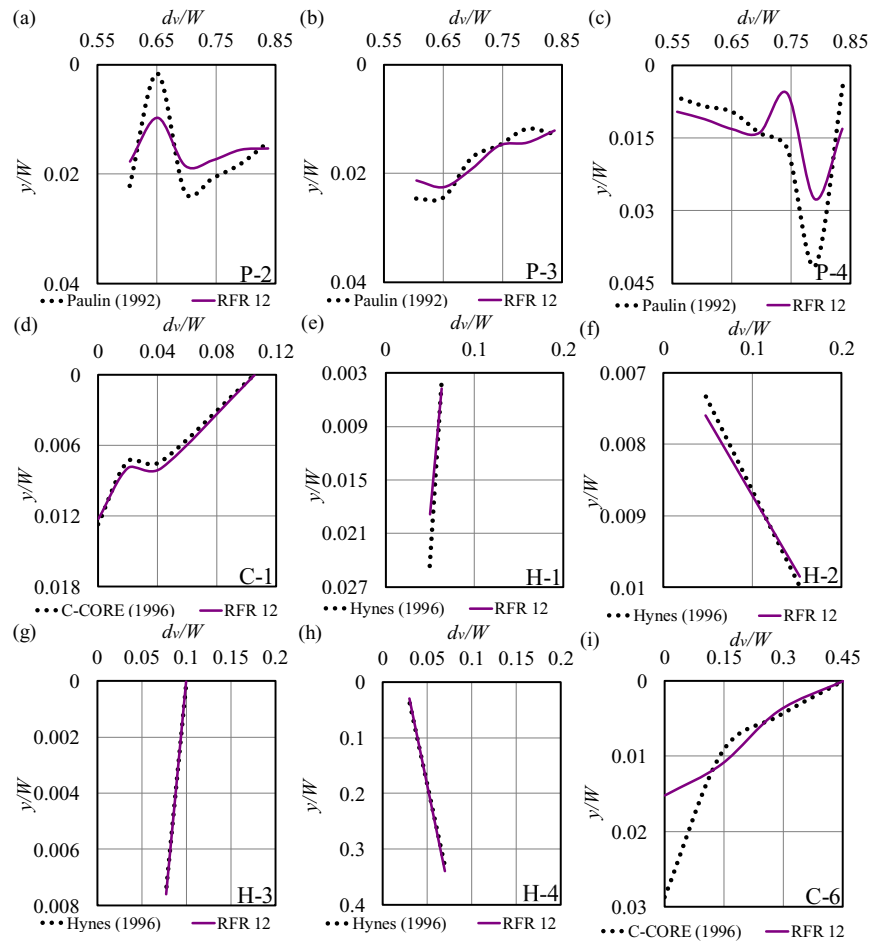 (a)
dv/W
0.55 0.65 0.75 0.85
0
0.02
0.04
y/W
P-2
Paulin (1992) RFR 12
(b)
dv/W
0.55 0.65 0.75 0.85
0
0.02
0.04
y/W
P-3
Paulin (1992) RFR 12
(c)
dv/W
0.55 0.65 0.75 0.85
0
0.015
0.03
0.045
y/W
P-4
Paulin (1992) RFR 12
(d)
dv/W
0 0.04 0.08 0.12
0
0.006
0.012
0.018
y/W
C-1
C-CORE (1996) RFR 12
(e)
dv/W
0 0.1 0.2
0.003
0.009
0.015
0.021
0.027
y/W
H-1
Hynes (1996) RFR 12
(f)
dv/W
0 0.1 0.2
0.007
0.008
0.009
0.01
y/W
H-2
Hynes (1996) RFR 12
(g)
dv/W
0 0.05 0.1 0.15 0.2
0
0.002
0.004
0.006
0.008
y/W
H-3
Hynes (1996) RFR 12
(h)
dv/W
0 0.05 0.1 0.15 0.2
0
0.1
0.2
0.3
0.4
y/W
H-4
Hynes (1996) RFR 12
(i)
dv/W
0 0.15 0.3 0.45
0
0.01
0.02
0.03
y/W
C-6
C-CORE (1996) RFR 12